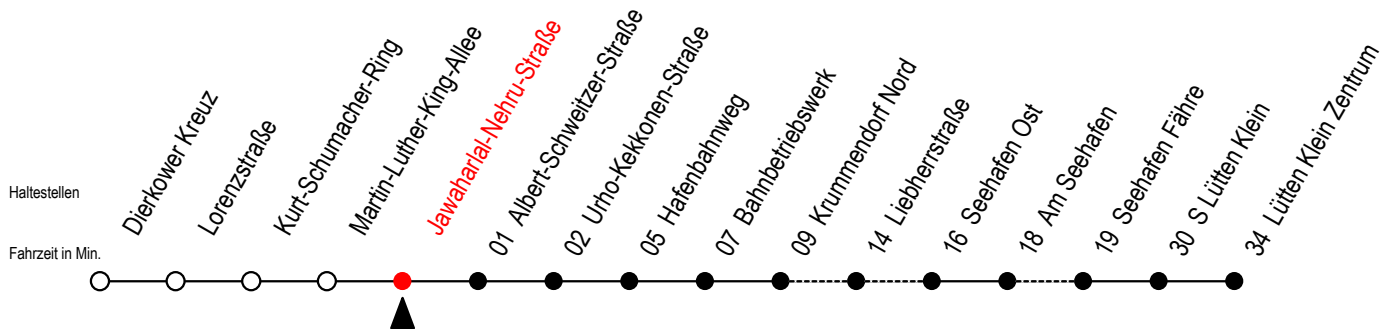 Haltestellen
Fahrzeit in Min.
Dierkower Kreuz
Lorenzstraße
Kurt-Schumacher-Ring
Martin-Luther-King-Allee
Jawaharlal-Nehru-Straße
01 Albert-Schweitzer-Straße
02 Urho-Kekkonen-Straße
05 Hafenbahnweg
07 Bahnbetriebswerk
09 Krummendorf Nord
14 Liebherrstraße
16 Seehafen Ost
18 Am Seehafen
19 Seehafen Fähre
30 S Lütten Klein
34 Lütten Klein Zentrum